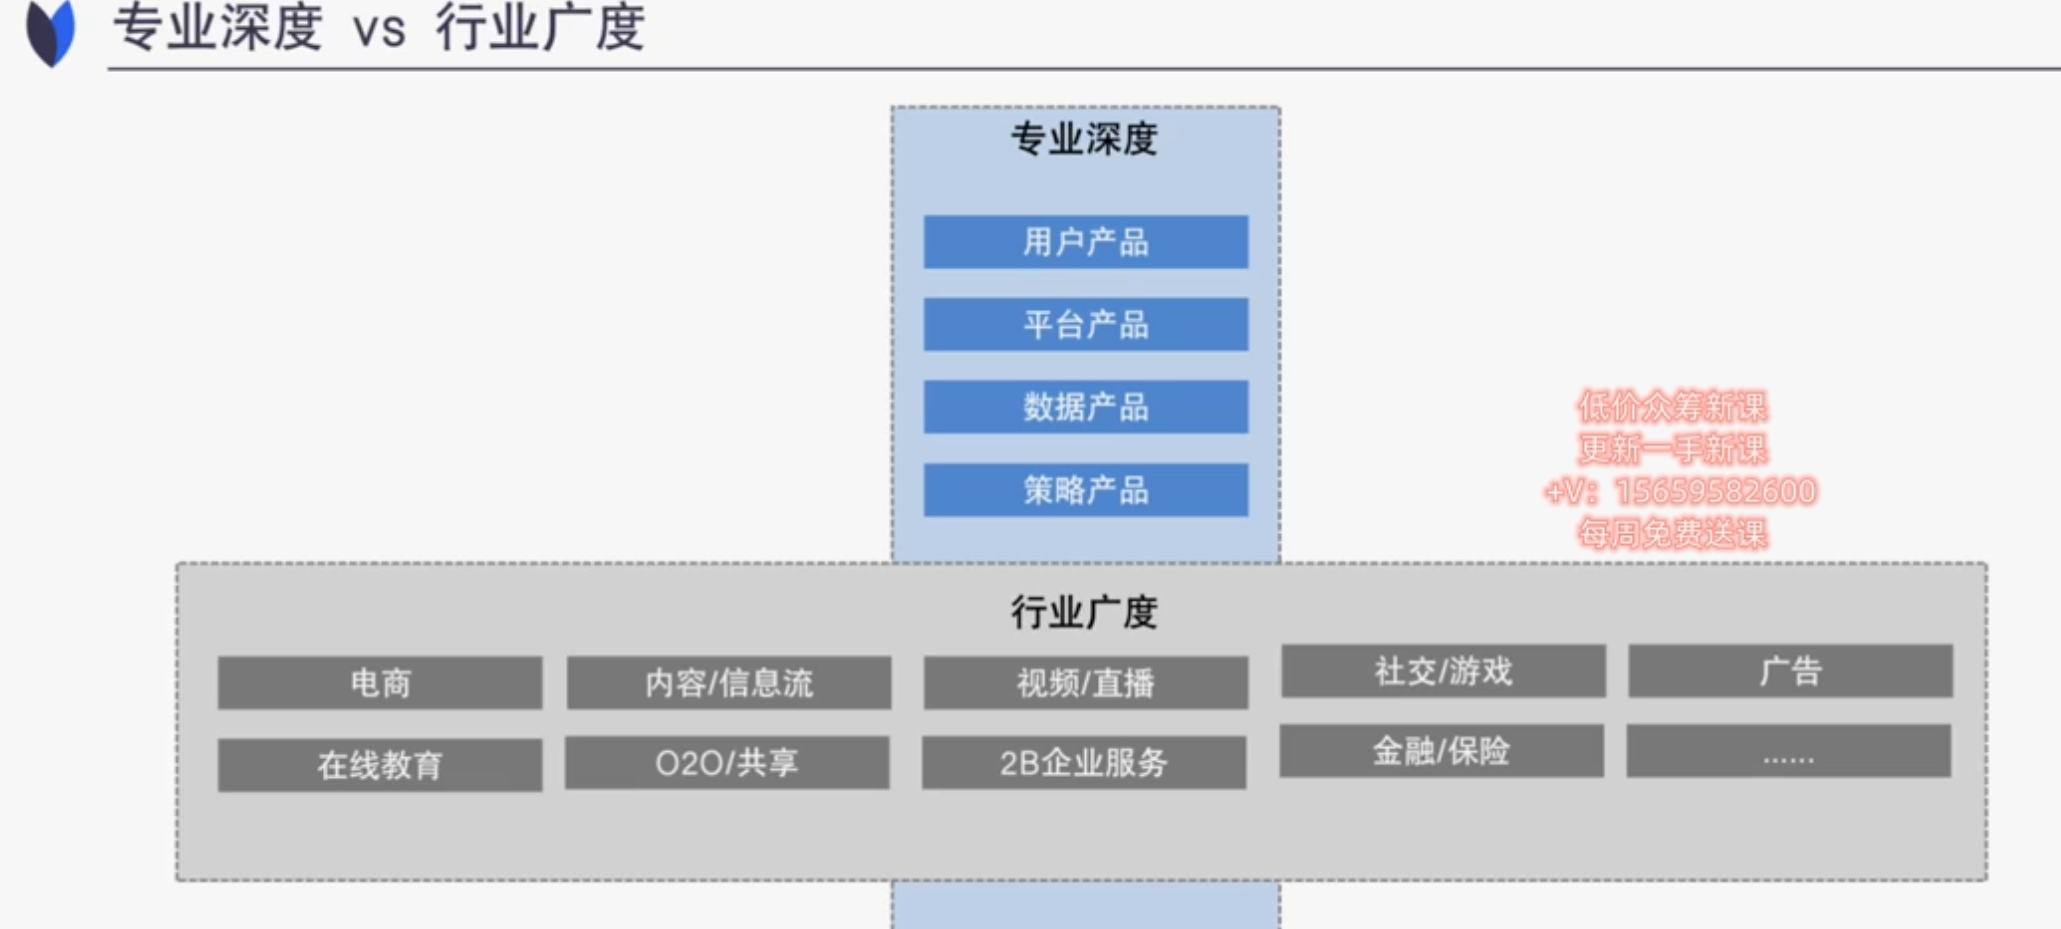 专业深度 vs 行业广度
专业深度
用户产品
平台产品
数据产品
策略产品
低价众筹新课
更新一手新课
+V：15659582600
每周免费送课
行业广度
电商
内容/信息流
视频/直播
社交/游戏
广告
在线教育
O2O/共享
2B企业服务
金融/保险
......